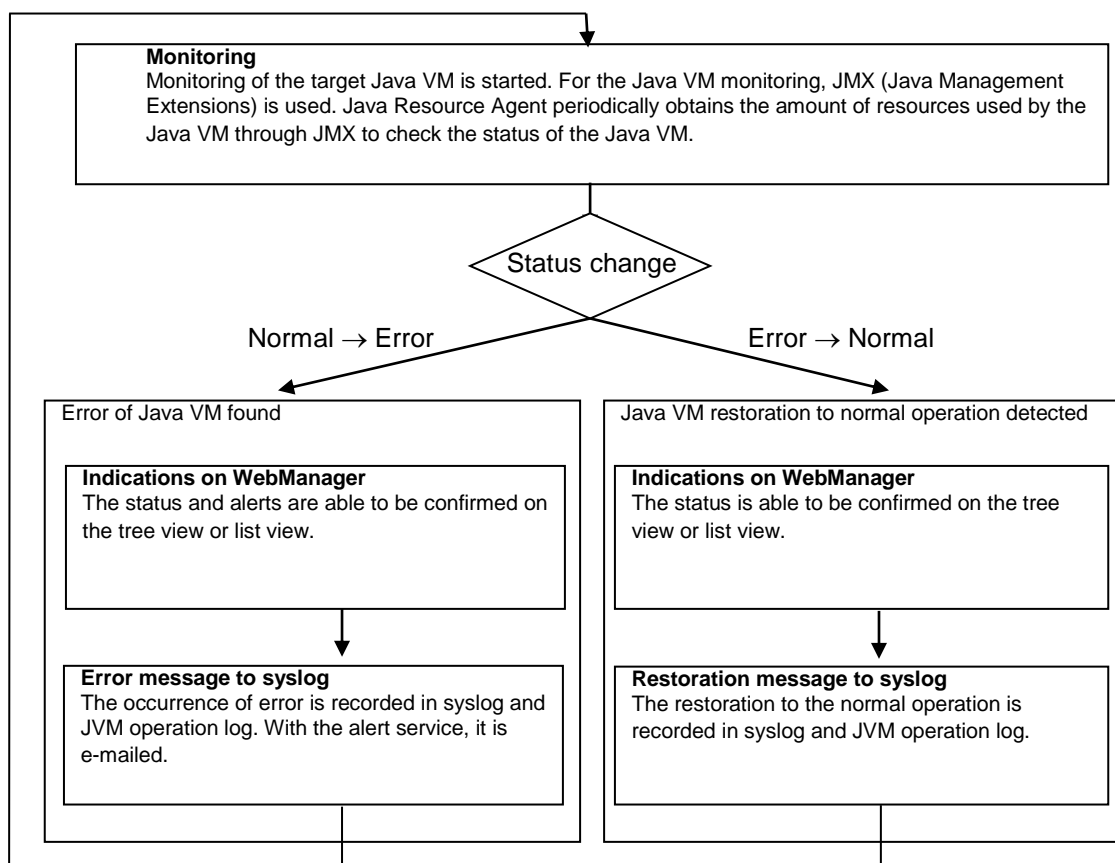 Monitoring
Monitoring of the target Java VM is started. For the Java VM monitoring, JMX (Java Management
Extensions) is used. Java Resource Agent periodically obtains the amount of resources used by the
Java VM through JMX to check the status of the Java VM.
Status change
Normal → Error
Error → Normal
Error of Java VM found
Indications on WebManager
The status and alerts are able to be confirmed on
the tree view or list view.
Error message to syslog
The occurrence of error is recorded in syslog and
JVM operation log. With the alert service, it is
e-mailed.
Java VM restoration to normal operation detected
Indications on WebManager
The status is able to be confirmed on the tree
view or list view.
Restoration message to syslog
The restoration to the normal operation is
recorded in syslog and JVM operation log.